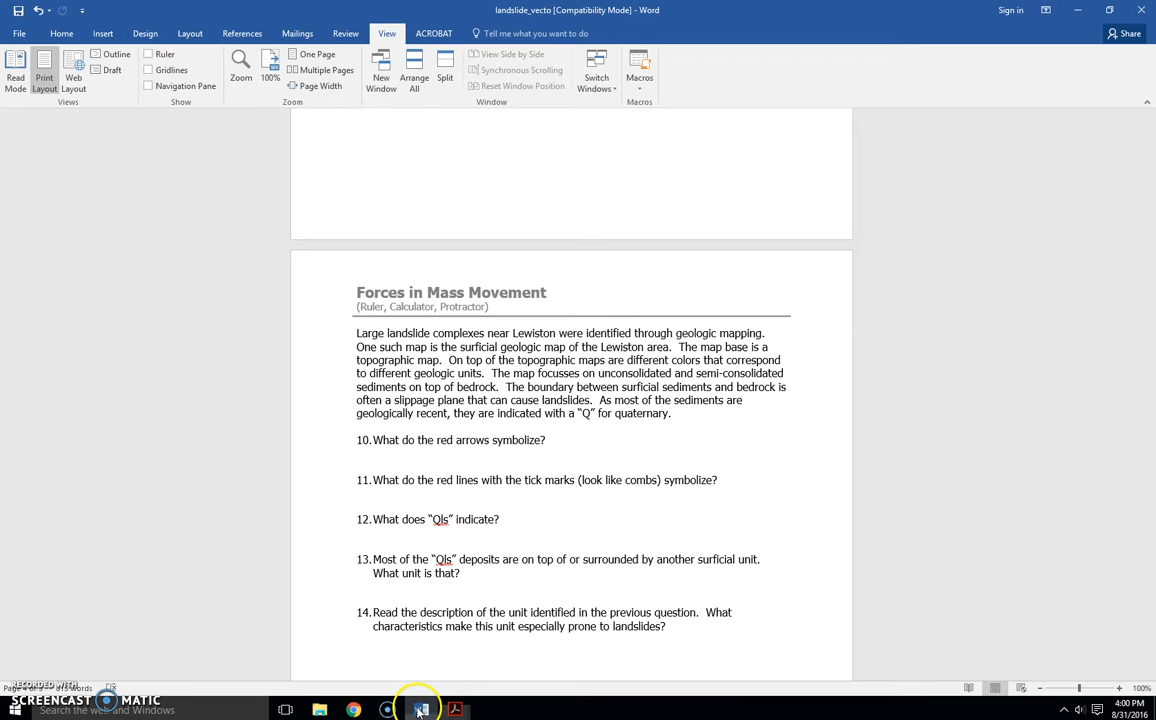 landslide_vecto [Compatibility Mode] - Word
Sign in
File Home Insert Design Layout References Mailings Review View ACROBAT Tell me what you want to do Share
Read Mode
Print Layout
Web Layout
Outline
Draft
Views
Ruler
Gridlines
Navigation Pane
Show
Zoom
100%
One Page
Multiple Pages
Page Width
Zoom
New Window
Arrange All
Split
View Side by Side
Synchronous Scrolling
Reset Window Position
Window
Switch Windows
Macros
Macros
Forces in Mass Movement
(Ruler, Calculator, Protractor)
Large landslide complexes near Lewiston were identified through geologic mapping.
One such map is the surficial geologic map of the Lewiston area. The map base is a
topographic map. On top of the topographic maps are different colors that correspond
to different geologic units. The map focusses on unconsolidated and semi-consolidated
sediments on top of bedrock. The boundary between surficial sediments and bedrock is
often a slippage plane that can cause landslides. As most of the sediments are
geologically recent, they are indicated with a “Q” for quaternary.
10. What do the red arrows symbolize?
11. What do the red lines with the tick marks (look like combs) symbolize?
12. What does “Qls” indicate?
13. Most of the “Qls” deposits are on top of or surrounded by another surficial unit.
What unit is that?
14. Read the description of the unit identified in the previous question. What
characteristics make this unit especially prone to landslides?
RECORDED WITH
SCREENCAST MATIC
words
100%
Search the web and Windows
4:00 PM
8/31/2016